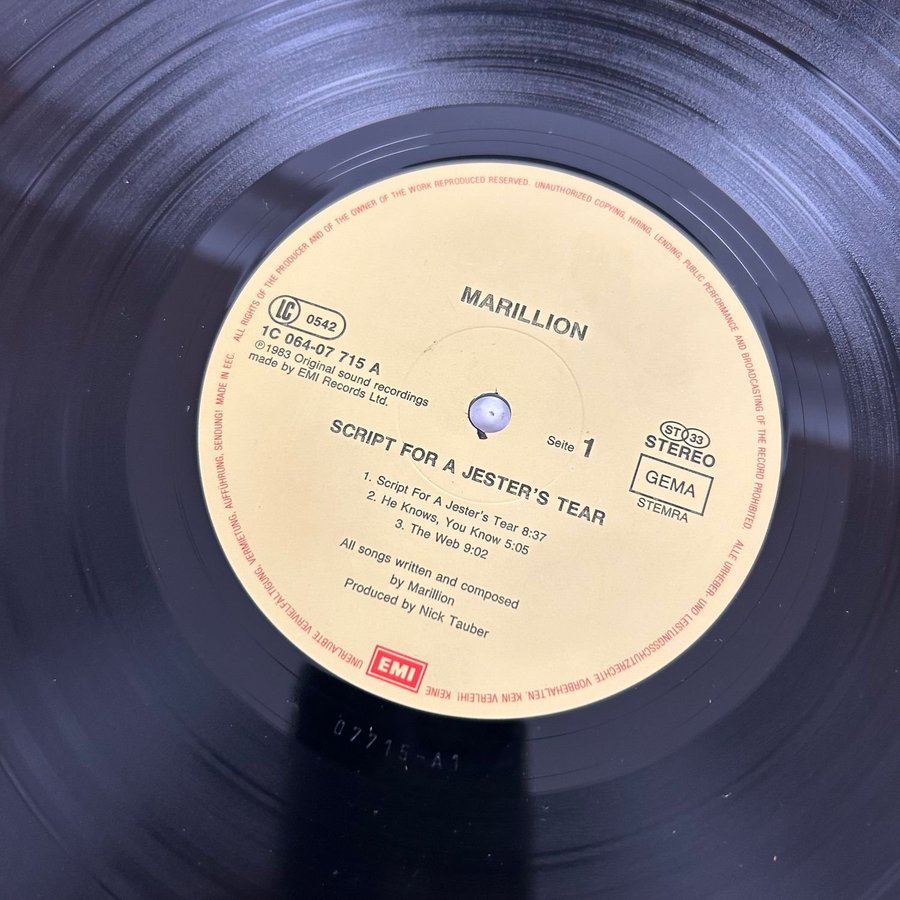 MARILLION
LC 0542
1C 064-07 715 A
℗1983 Original sound recordings
made by EMI Records Ltd.
Seite 1
ST 33
STEREO
GEMA
STEMRA
SCRIPT FOR A JESTER'S TEAR
1. Script For A Jester's Tear 8:37
2. He Knows, You Know 5:05
3. The Web 9:02
All songs written and composed
by Marillion
Produced by Nick Tauber
EMI
ALL RIGHTS OF THE PRODUCER AND OF THE OWNER OF THE WORK REPRODUCED RESERVED. UNAUTHORIZED COPYING, HIRING, LENDING, PUBLIC PERFORMANCE AND BROADCASTING OF THE RECORD PROHIBITED. ALLE URHEBER- UND LEISTUNGSSCHUTZRECHTE VORBEHALTEN. KEIN VERLEIH! KEINE UNERLAUBTE VERVIELFÄLTIGUNG, VERMIETUNG, AUFFÜHRUNG, SENDUNG! MADE IN EEC.
07715-A1